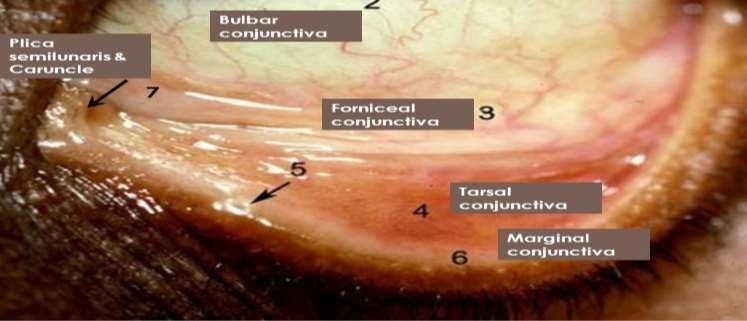 2
Bulbar
conjunctiva
Plica
semilunaris &
Caruncle
7
Forniceal
conjunctiva
3
5
Tarsal
conjunctiva
4
Marginal
conjunctiva
6